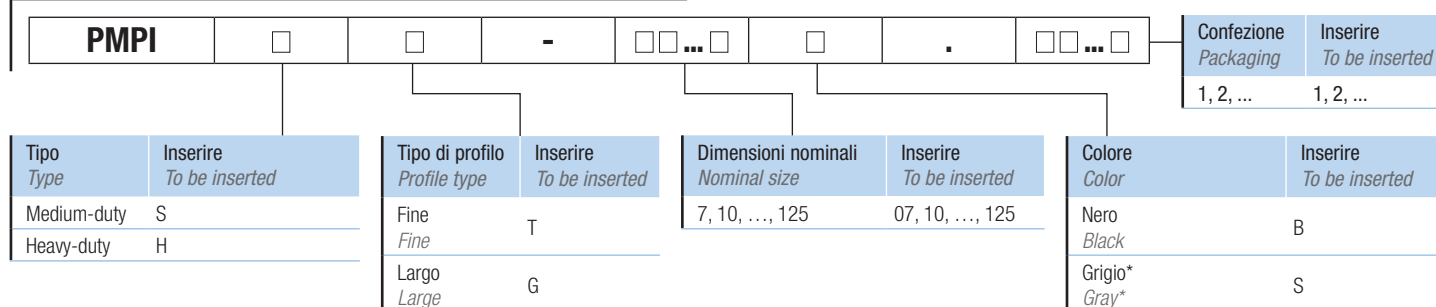 PMPI □ □ - □□...□ □ . □□...□
Confezione Inserire
Packaging To be inserted
1, 2, ... 1, 2, ...
Tipo Inserire
Type To be inserted
Medium-duty S
Heavy-duty H
Tipo di profilo Inserire
Profile type To be inserted
Fine
Fine
T
Largo
Large
G
Dimensioni nominali Inserire
Nominal size To be inserted
7, 10, …, 125 07, 10, …, 125
Colore Inserire
Color To be inserted
Nero
Black
B
Grigio*
Gray*
S